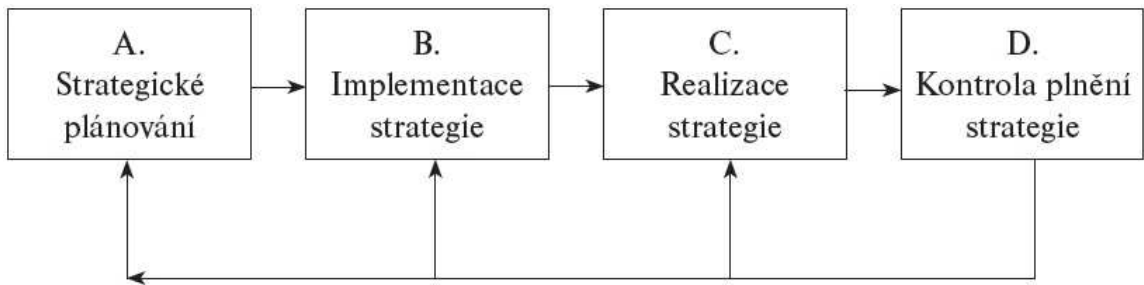 A.
Strategické
plánování
B.
Implementace
strategie
C.
Realizace
strategie
D.
Kontrola plnění
strategie